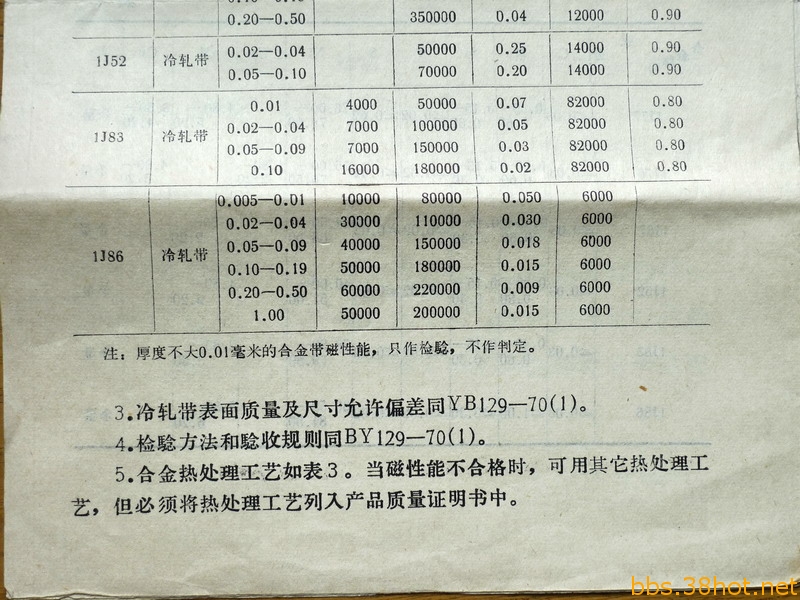 0.20—0.50 350000 0.04 12000 0.90
1J52 冷轧带 0.02—0.04 50000 0.25 14000 0.90
0.05—0.10 70000 0.20 14000 0.90
1J83 冷轧带 0.01 4000 50000 0.07 82000 0.80
0.02—0.04 7000 100000 0.05 82000 0.80
0.05—0.09 7000 150000 0.03 82000 0.80
0.10 16000 180000 0.02 82000 0.80
1J86 冷轧带 0.005—0.01 10000 80000 0.050 6000
0.02—0.04 30000 110000 0.030 6000
0.05—0.09 40000 150000 0.018 6000
0.10—0.19 50000 180000 0.015 6000
0.20—0.50 60000 220000 0.009 6000
1.00 50000 200000 0.015 6000
注：厚度不大0.01毫米的合金带磁性能，只作检騐，不作判定。
3.冷轧带表面质量及尺寸允许偏差同YB129—70(1)。
4.检騐方法和騐收规则同BY129—70(1)。
5.合金热处理工艺如表3。当磁性能不合格时，可用其它热处理工
艺，但必须将热处理工艺列入产品质量证明书中。
bbs.38hot.net